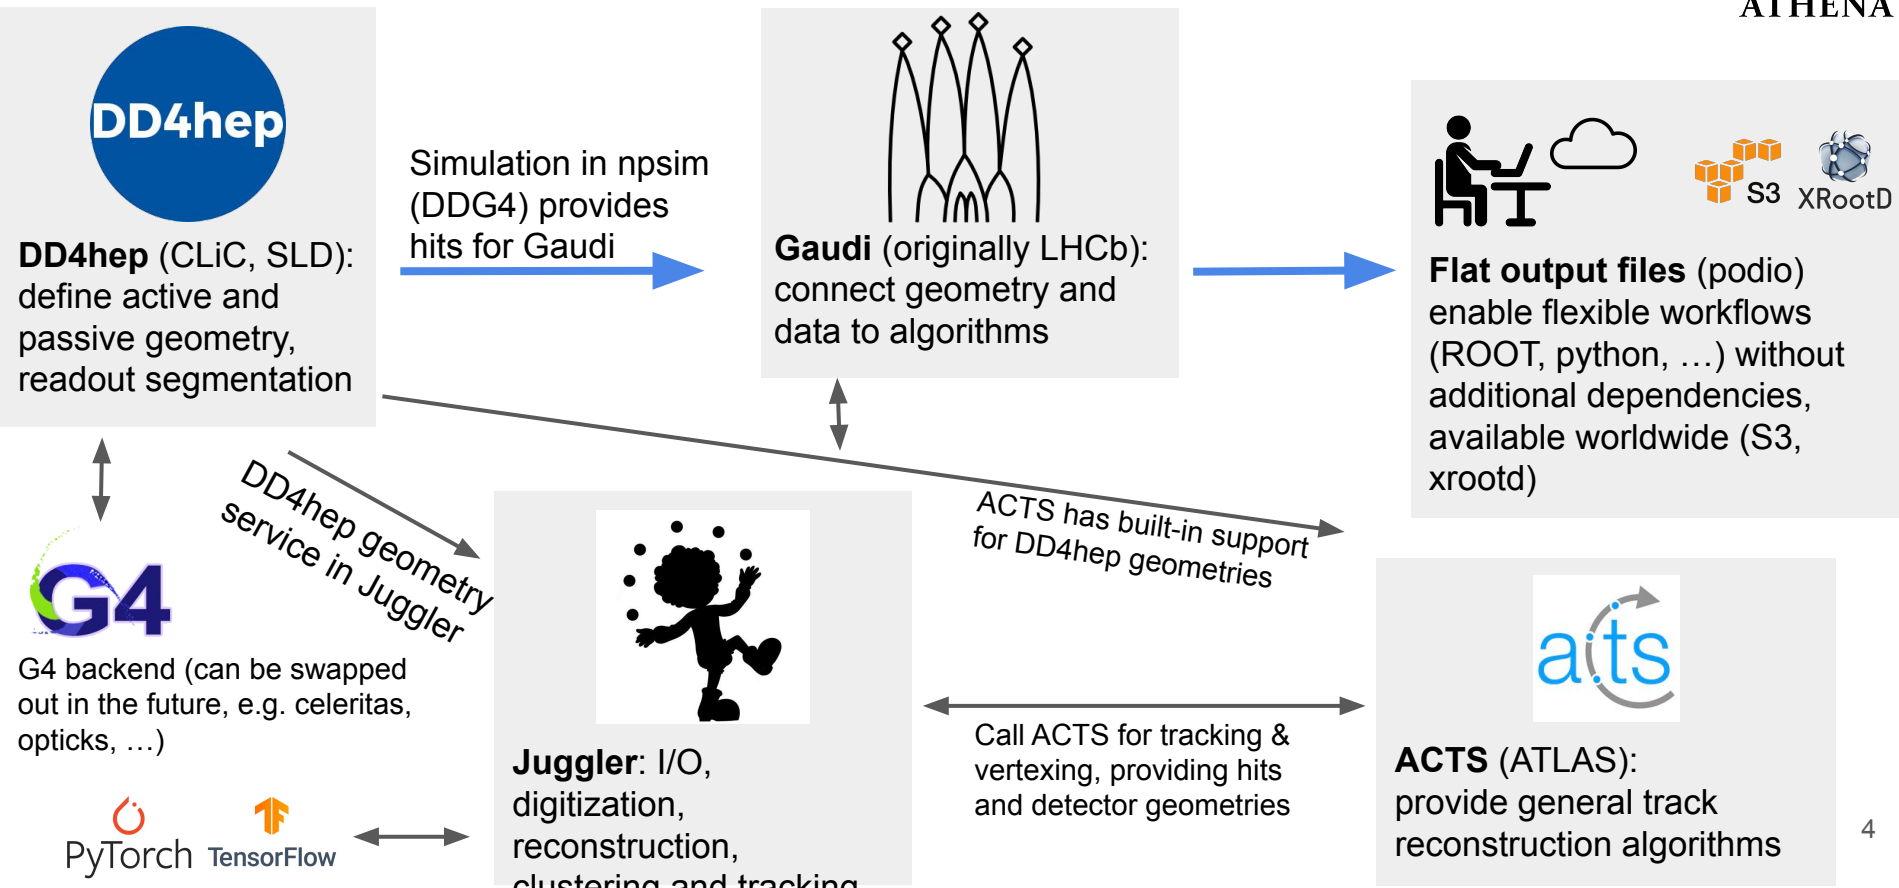 ATHENA
DD4hep
DD4hep (CLiC, SLD):
define active and
passive geometry,
readout segmentation
Simulation in npsim
(DDG4) provides
hits for Gaudi
Gaudi (originally LHCb):
connect geometry and
data to algorithms
S3
XRootD
Flat output files (podio)
enable flexible workflows
(ROOT, python, …) without
additional dependencies,
available worldwide (S3,
xrootd)
DD4hep geometry
service in Juggler
ACTS has built-in support
for DD4hep geometries
G4
G4 backend (can be swapped
out in the future, e.g. celeritas,
opticks, …)
PyTorch
TensorFlow
Juggler: I/O,
digitization,
reconstruction,
clustering and tracking
Call ACTS for tracking &
vertexing, providing hits
and detector geometries
acts
ACTS (ATLAS):
provide general track
reconstruction algorithms
4